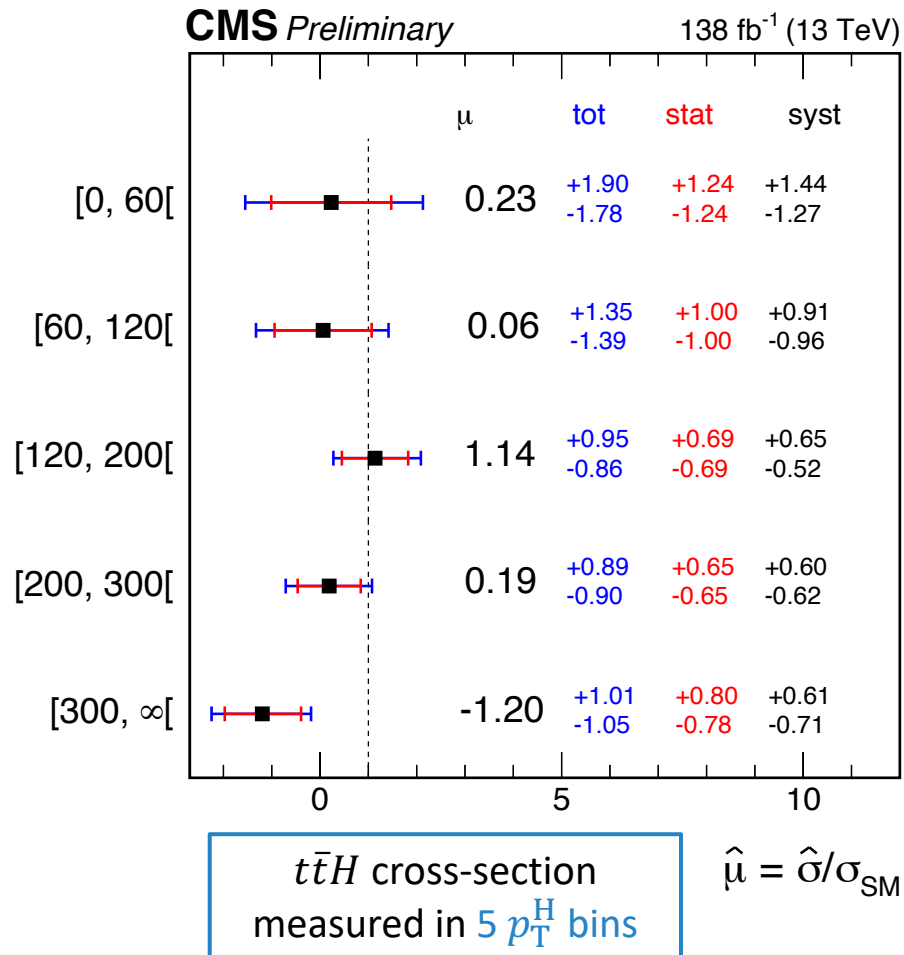 CMS Preliminary 138 fb⁻¹ (13 TeV)
μ tot stat syst
[0, 60[ 0.23 +1.90 -1.78 +1.24 -1.24 +1.44 -1.27
[60, 120[ 0.06 +1.35 -1.39 +1.00 -1.00 +0.91 -0.96
[120, 200[ 1.14 +0.95 -0.86 +0.69 -0.69 +0.65 -0.52
[200, 300[ 0.19 +0.89 -0.90 +0.65 -0.65 +0.60 -0.62
[300, ∞[ -1.20 +1.01 -1.05 +0.80 -0.78 +0.61 -0.71
0 5 10
μ̂ = σ̂/σ_SM
tt̄H cross-section
measured in 5 p_T^H bins